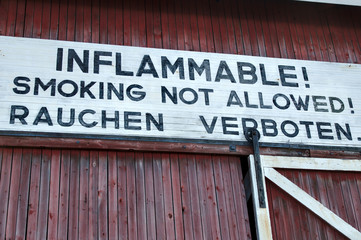 INFLAMMABLE!
SMOKING NOT ALLOWED!
RAUCHEN VERBOTEN